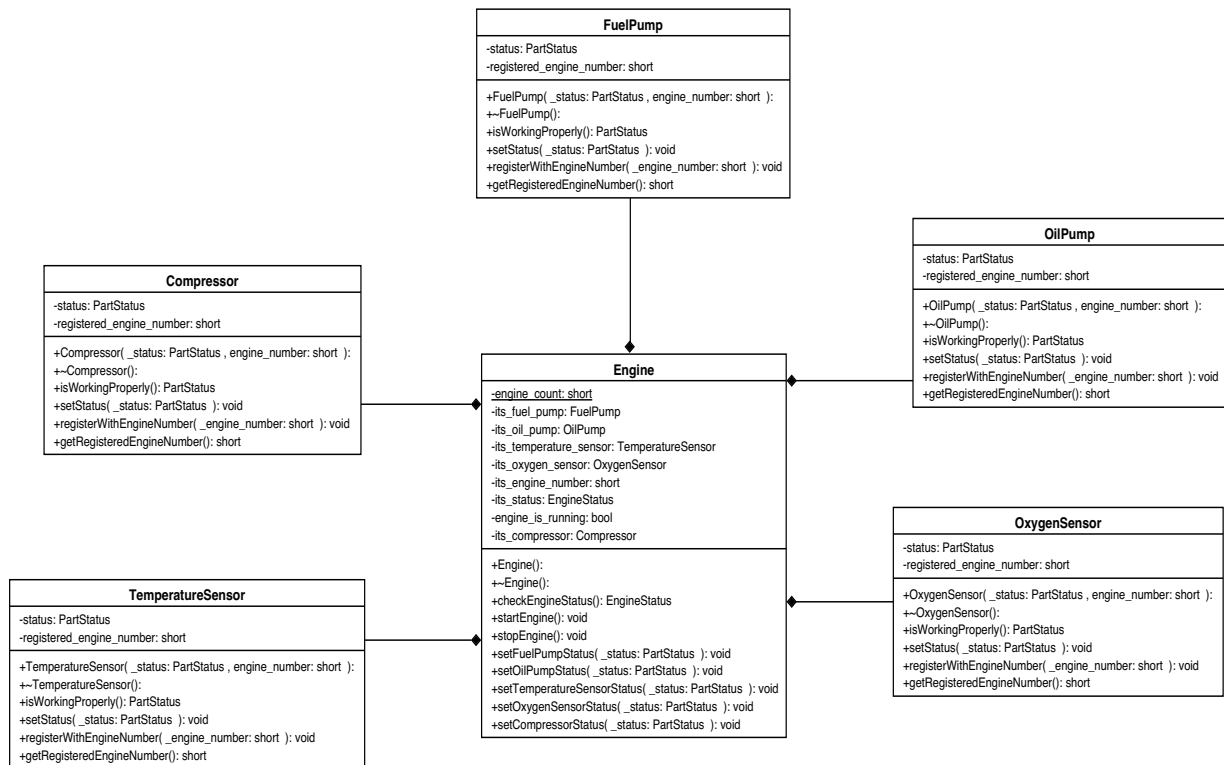 FuelPump
-status: PartStatus
-registered_engine_number: short
+FuelPump( _status: PartStatus , engine_number: short ):
+~FuelPump():
+isWorkingProperly(): PartStatus
+setStatus( _status: PartStatus ): void
+registerWithEngineNumber( _engine_number: short ): void
+getRegisteredEngineNumber(): short
OilPump
-status: PartStatus
-registered_engine_number: short
+OilPump( _status: PartStatus , engine_number: short ):
+~OilPump():
+isWorkingProperly(): PartStatus
+setStatus( _status: PartStatus ): void
+registerWithEngineNumber( _engine_number: short ): void
+getRegisteredEngineNumber(): short
Compressor
-status: PartStatus
-registered_engine_number: short
+Compressor( _status: PartStatus , engine_number: short ):
+~Compressor():
+isWorkingProperly(): PartStatus
+setStatus( _status: PartStatus ): void
+registerWithEngineNumber( _engine_number: short ): void
+getRegisteredEngineNumber(): short
Engine
-engine_count: short
-its_fuel_pump: FuelPump
-its_oil_pump: OilPump
-its_temperature_sensor: TemperatureSensor
-its_oxygen_sensor: OxygenSensor
-its_engine_number: short
-its_status: EngineStatus
-engine_is_running: bool
-its_compressor: Compressor
+Engine():
+~Engine():
+checkEngineStatus(): EngineStatus
+startEngine(): void
+stopEngine(): void
+setFuelPumpStatus( _status: PartStatus ): void
+setOilPumpStatus( _status: PartStatus ): void
+setTemperatureSensorStatus( _status: PartStatus ): void
+setOxygenSensorStatus( _status: PartStatus ): void
+setCompressorStatus( _status: PartStatus ): void
OxygenSensor
-status: PartStatus
-registered_engine_number: short
+OxygenSensor( _status: PartStatus , engine_number: short ):
+~OxygenSensor():
+isWorkingProperly(): PartStatus
+setStatus( _status: PartStatus ): void
+registerWithEngineNumber( _engine_number: short ): void
+getRegisteredEngineNumber(): short
TemperatureSensor
-status: PartStatus
-registered_engine_number: short
+TemperatureSensor( _status: PartStatus , engine_number: short ):
+~TemperatureSensor():
+isWorkingProperly(): PartStatus
+setStatus( _status: PartStatus ): void
+registerWithEngineNumber( _engine_number: short ): void
+getRegisteredEngineNumber(): short